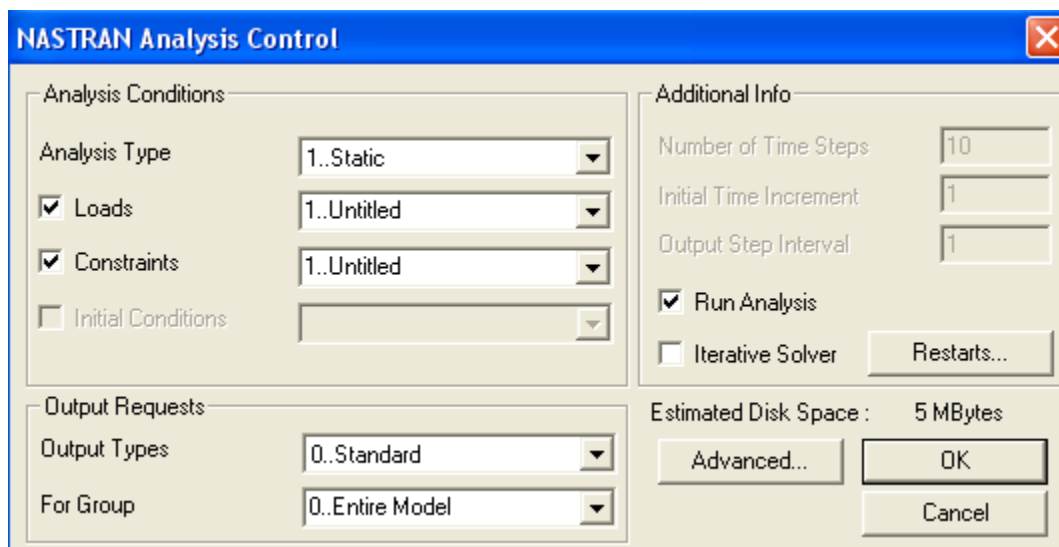 NASTRAN Analysis Control
Analysis Conditions
Analysis Type 1..Static
Loads 1..Untitled
Constraints 1..Untitled
Initial Conditions
Output Requests
Output Types 0..Standard
For Group 0..Entire Model
Additional Info
Number of Time Steps 10
Initial Time Increment 1
Output Step Interval 1
Run Analysis
Iterative Solver Restarts...
Estimated Disk Space : 5 MBytes
Advanced... OK
Cancel